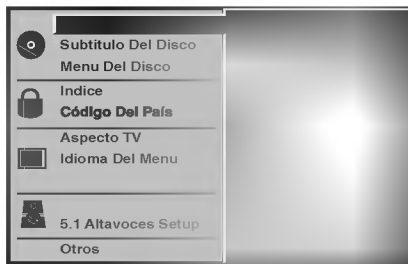 Subtitulo Del Disco
Menu Del Disco
Indice
Código Del País
Aspecto TV
Idioma Del Menu
5.1 Altavoces Setup
Otros